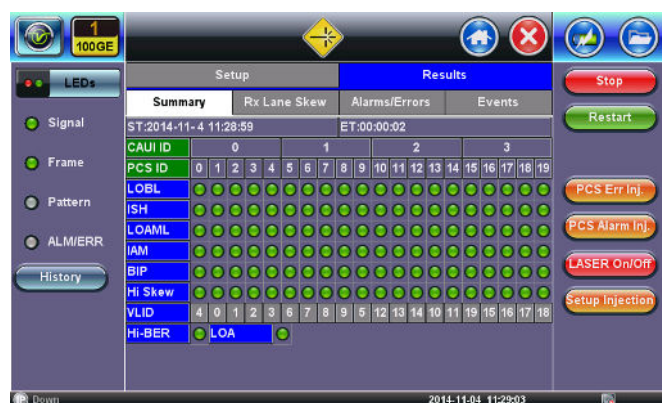 1
100GE
LEDs
Setup
Results
Stop
Summary
Rx Lane Skew
Alarms/Errors
Events
Restart
Signal
ST:2014-11- 4 11:28:59
ET:00:00:02
CAUI ID 0 1 2 3
Frame
PCS ID 0 1 2 3 4 5 6 7 8 9 10 11 12 13 14 15 16 17 18 19
LOBL
PCS Err Inj.
Pattern
ISH
LOAML
PCS Alarm Inj.
ALM/ERR
IAM
BIP
LASER On/Off
History
Hi Skew
VLID 4 0 1 2 3 6 7 8 9 5 12 13 14 10 11 19 15 16 17 18
Setup Injection
Hi-BER
LOA
IP Down
2014-11-04 11:29:03